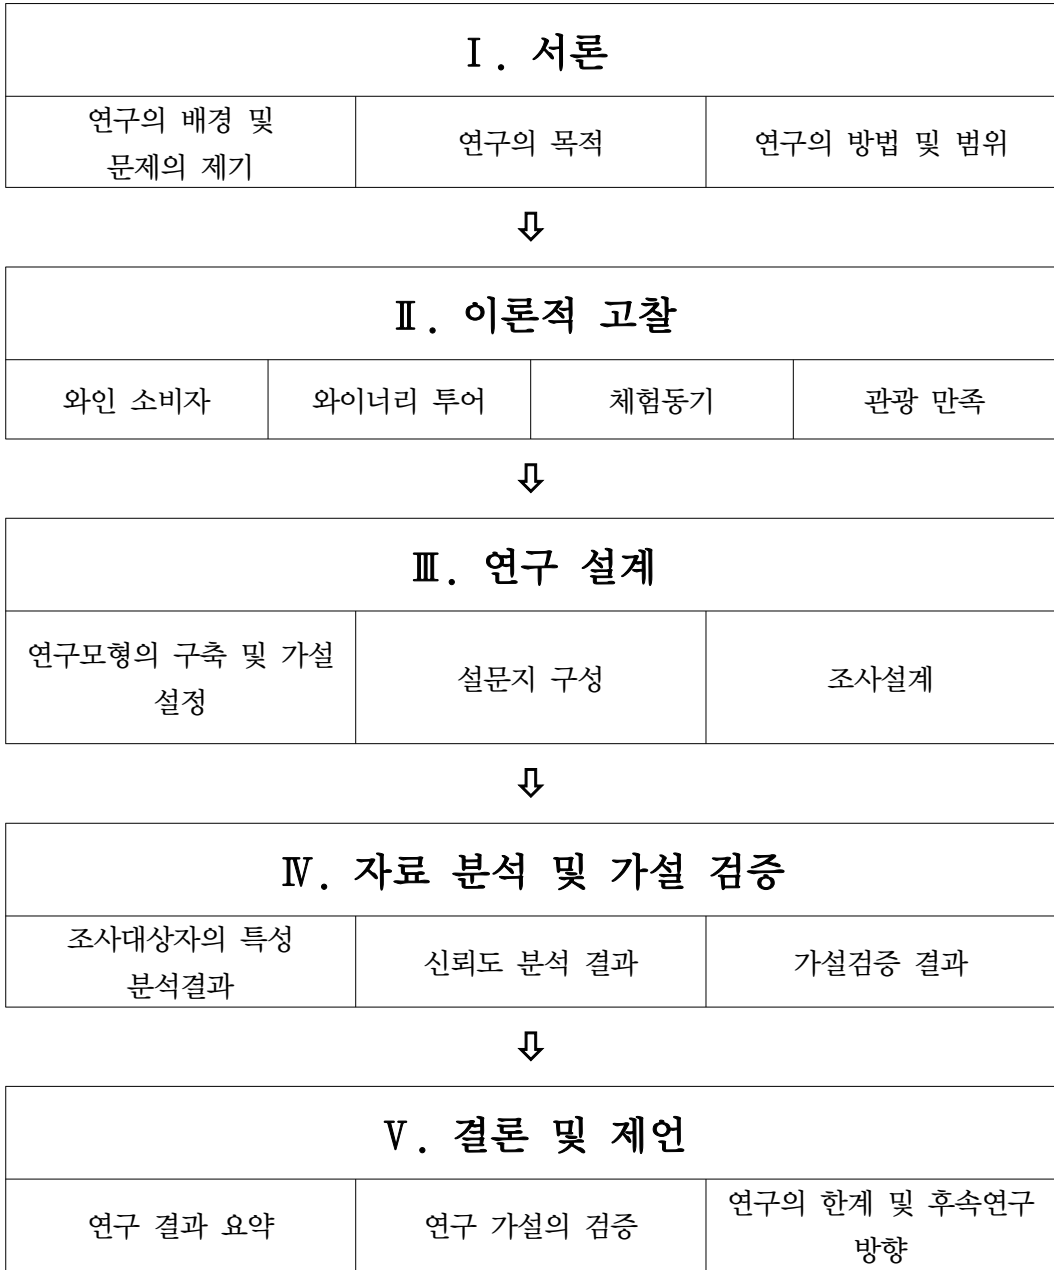 Ⅰ. 서론
연구의 배경 및
문제의 제기
연구의 목적
연구의 방법 및 범위
⇩
Ⅱ. 이론적 고찰
와인 소비자
와이너리 투어
체험동기
관광 만족
⇩
Ⅲ. 연구 설계
연구모형의 구축 및 가설
설정
설문지 구성
조사설계
⇩
Ⅳ. 자료 분석 및 가설 검증
조사대상자의 특성
분석결과
신뢰도 분석 결과
가설검증 결과
⇩
Ⅴ. 결론 및 제언
연구 결과 요약
연구 가설의 검증
연구의 한계 및 후속연구
방향